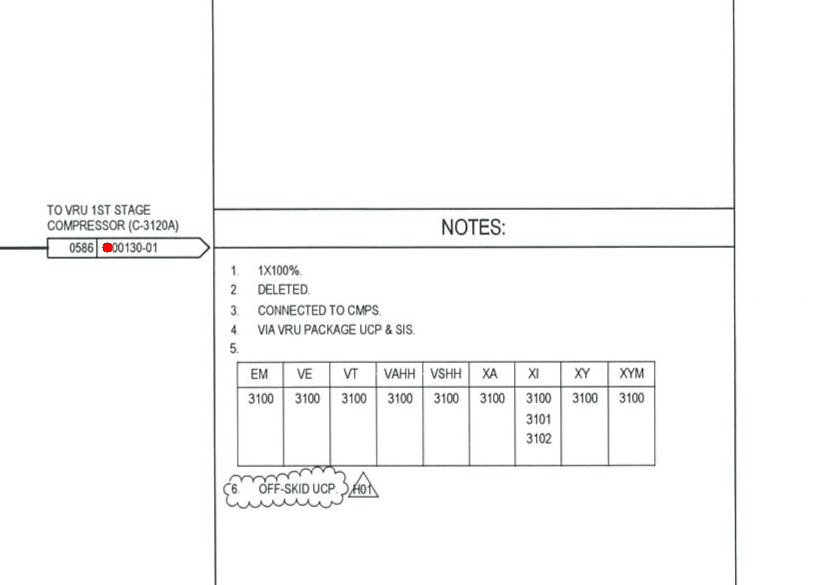 TO VRU 1ST STAGE
COMPRESSOR (C-3120A)
0586 00130-01
NOTES:
1. 1X100%.
2. DELETED.
3. CONNECTED TO CMPS.
4. VIA VRU PACKAGE UCP & SIS.
5.
EM VE VT VAHH VSHH XA XI XY XYM
3100 3100 3100 3100 3100 3100 3100 3100 3100
3101
3102
6. OFF-SKID UCP. H01